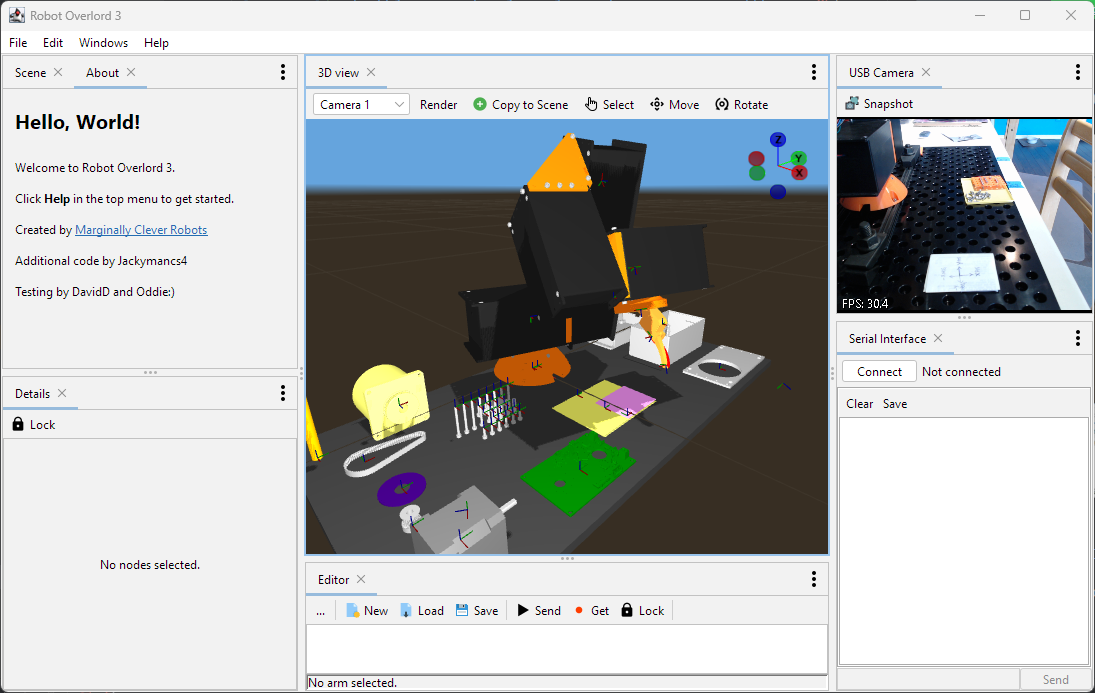 Robot Overlord 3
File Edit Windows Help
Scene About
Hello, World!
Welcome to Robot Overlord 3.
Click Help in the top menu to get started.
Created by Marginally Clever Robots
Additional code by Jackymancs4
Testing by DavidD and Oddie:)
Details
Lock
No nodes selected.
3D view
Camera 1 Render Copy to Scene Select Move Rotate
Z
Y
X
Editor
... New Load Save Send Get Lock
No arm selected.
USB Camera
Snapshot
FPS: 30.4
Serial Interface
Connect Not connected
Clear Save
Send